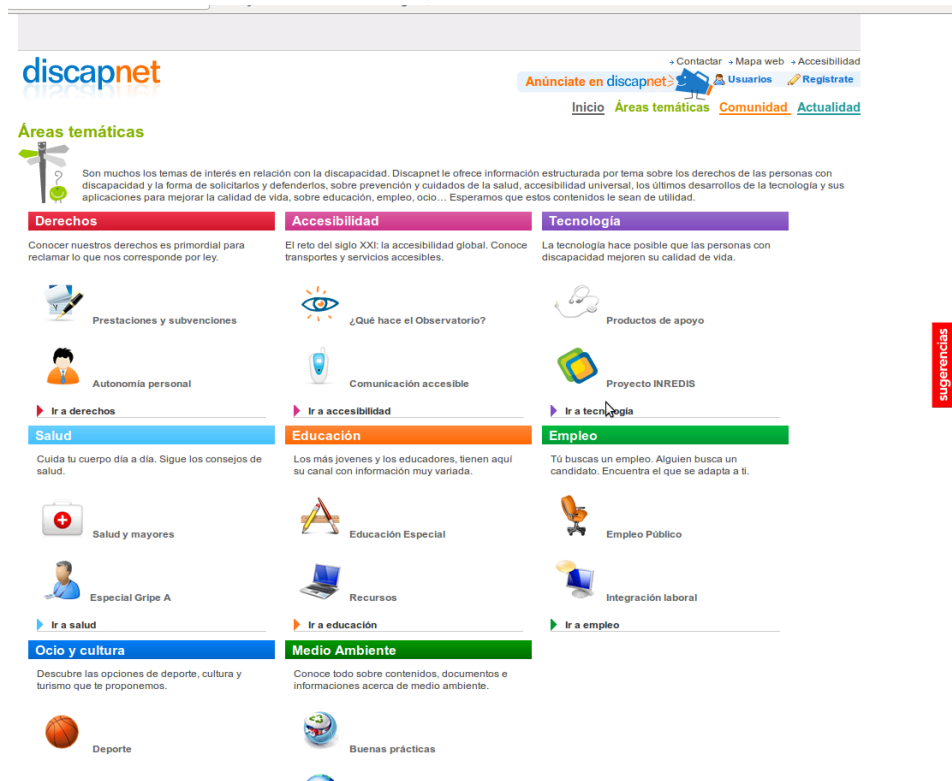 discapnet
Contactar Mapa web Accesibilidad
Anúnciate en discapnet Usuarios Registrate
Inicio Áreas temáticas Comunidad Actualidad
Áreas temáticas
Son muchos los temas de interés en relación con la discapacidad. Discapnet le ofrece información estructurada por tema sobre los derechos de las personas con
discapacidad y la forma de solicitarlos y defenderlos, sobre prevención y cuidados de la salud, accesibilidad universal, los últimos desarrollos de la tecnología y sus
aplicaciones para mejorar la calidad de vida, sobre educación, empleo, ocio… Esperamos que estos contenidos le sean de utilidad.
Derechos
Conocer nuestros derechos es primordial para
reclamar lo que nos corresponde por ley.
Prestaciones y subvenciones
Autonomía personal
Ir a derechos
Accesibilidad
El reto del siglo XXI: la accesibilidad global. Conoce
transportes y servicios accesibles.
¿Qué hace el Observatorio?
Comunicación accesible
Ir a accesibilidad
Tecnología
La tecnología hace posible que las personas con
discapacidad mejoren su calidad de vida.
Productos de apoyo
Proyecto INREDIS
Ir a tecnología
sugerencias
Salud
Cuida tu cuerpo día a día. Sigue los consejos de
salud.
Salud y mayores
Especial Gripe A
Ir a salud
Educación
Los más jovenes y los educadores, tienen aquí
su canal con información muy variada.
Educación Especial
Recursos
Ir a educación
Empleo
Tú buscas un empleo. Alguien busca un
candidato. Encuentra el que se adapta a ti.
Empleo Público
Integración laboral
Ir a empleo
Ocio y cultura
Descubre las opciones de deporte, cultura y
turismo que te proponemos.
Deporte
Medio Ambiente
Conoce todo sobre contenidos, documentos e
informaciones acerca de medio ambiente.
Buenas prácticas